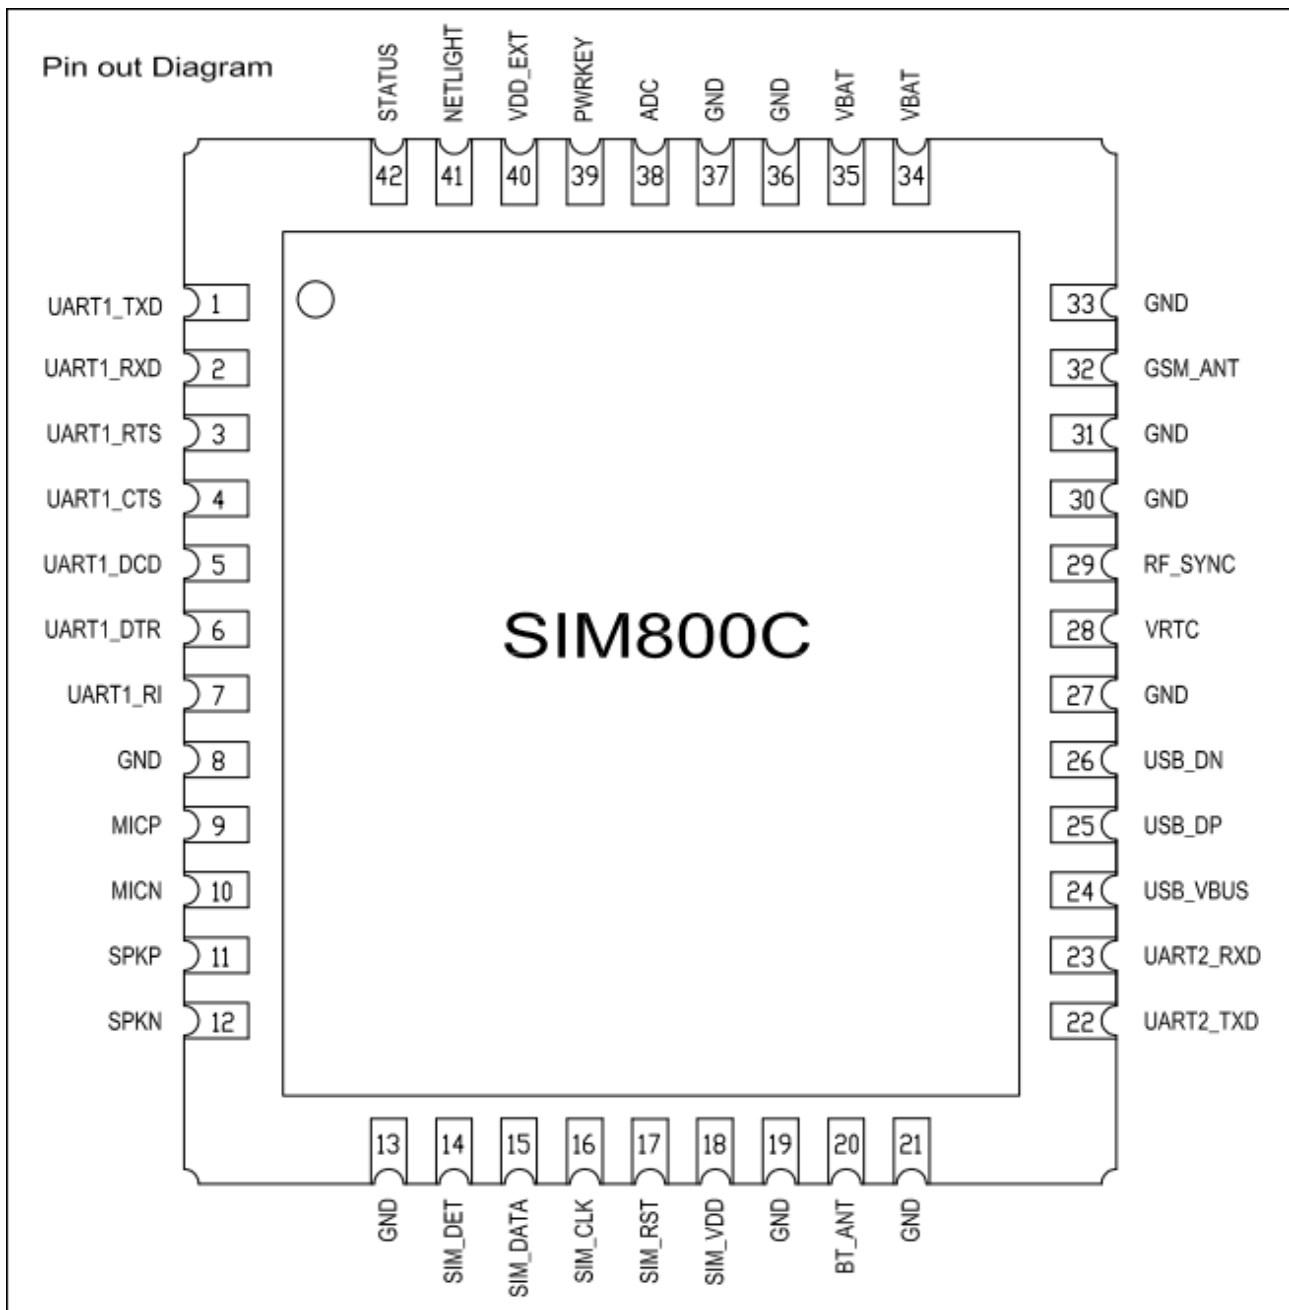 Pin out Diagram
STATUS
NETLIGHT
VDD_EXT
PWRKEY
ADC
GND
GND
VBAT
VBAT
42 41 40 39 38 37 36 35 34
UART1_TXD 1
33 GND
UART1_RXD 2
32 GSM_ANT
UART1_RTS 3
31 GND
UART1_CTS 4
30 GND
UART1_DCD 5
29 RF_SYNC
UART1_DTR 6
SIM800C
28 VRTC
UART1_RI 7
27 GND
GND 8
26 USB_DN
MICP 9
25 USB_DP
MICN 10
24 USB_VBUS
SPKP 11
23 UART2_RXD
SPKN 12
22 UART2_TXD
13 14 15 16 17 18 19 20 21
GND
SIM_DET
SIM_DATA
SIM_CLK
SIM_RST
SIM_VDD
GND
BT_ANT
GND